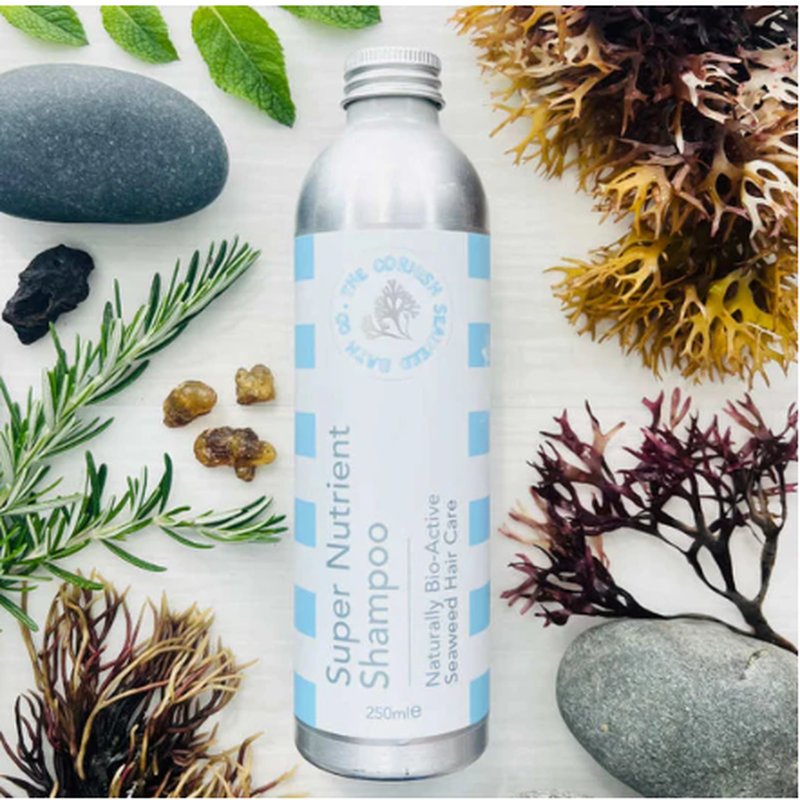 THE CORNISH SEAWEED BATH CO.
Super Nutrient
Shampoo
Naturally Bio-Active
Seaweed Hair Care
250ml℮